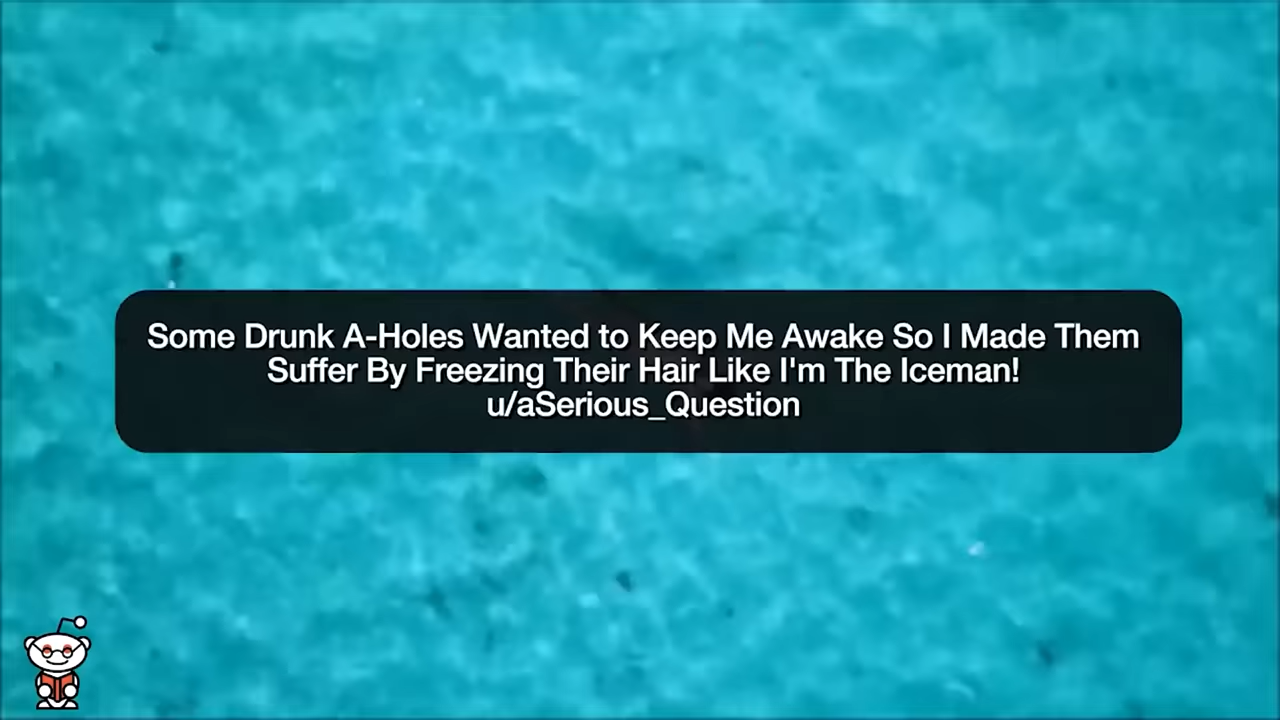 Some Drunk A-Holes Wanted to Keep Me Awake So I Made Them
Suffer By Freezing Their Hair Like I'm The Iceman!
u/aSerious_Question